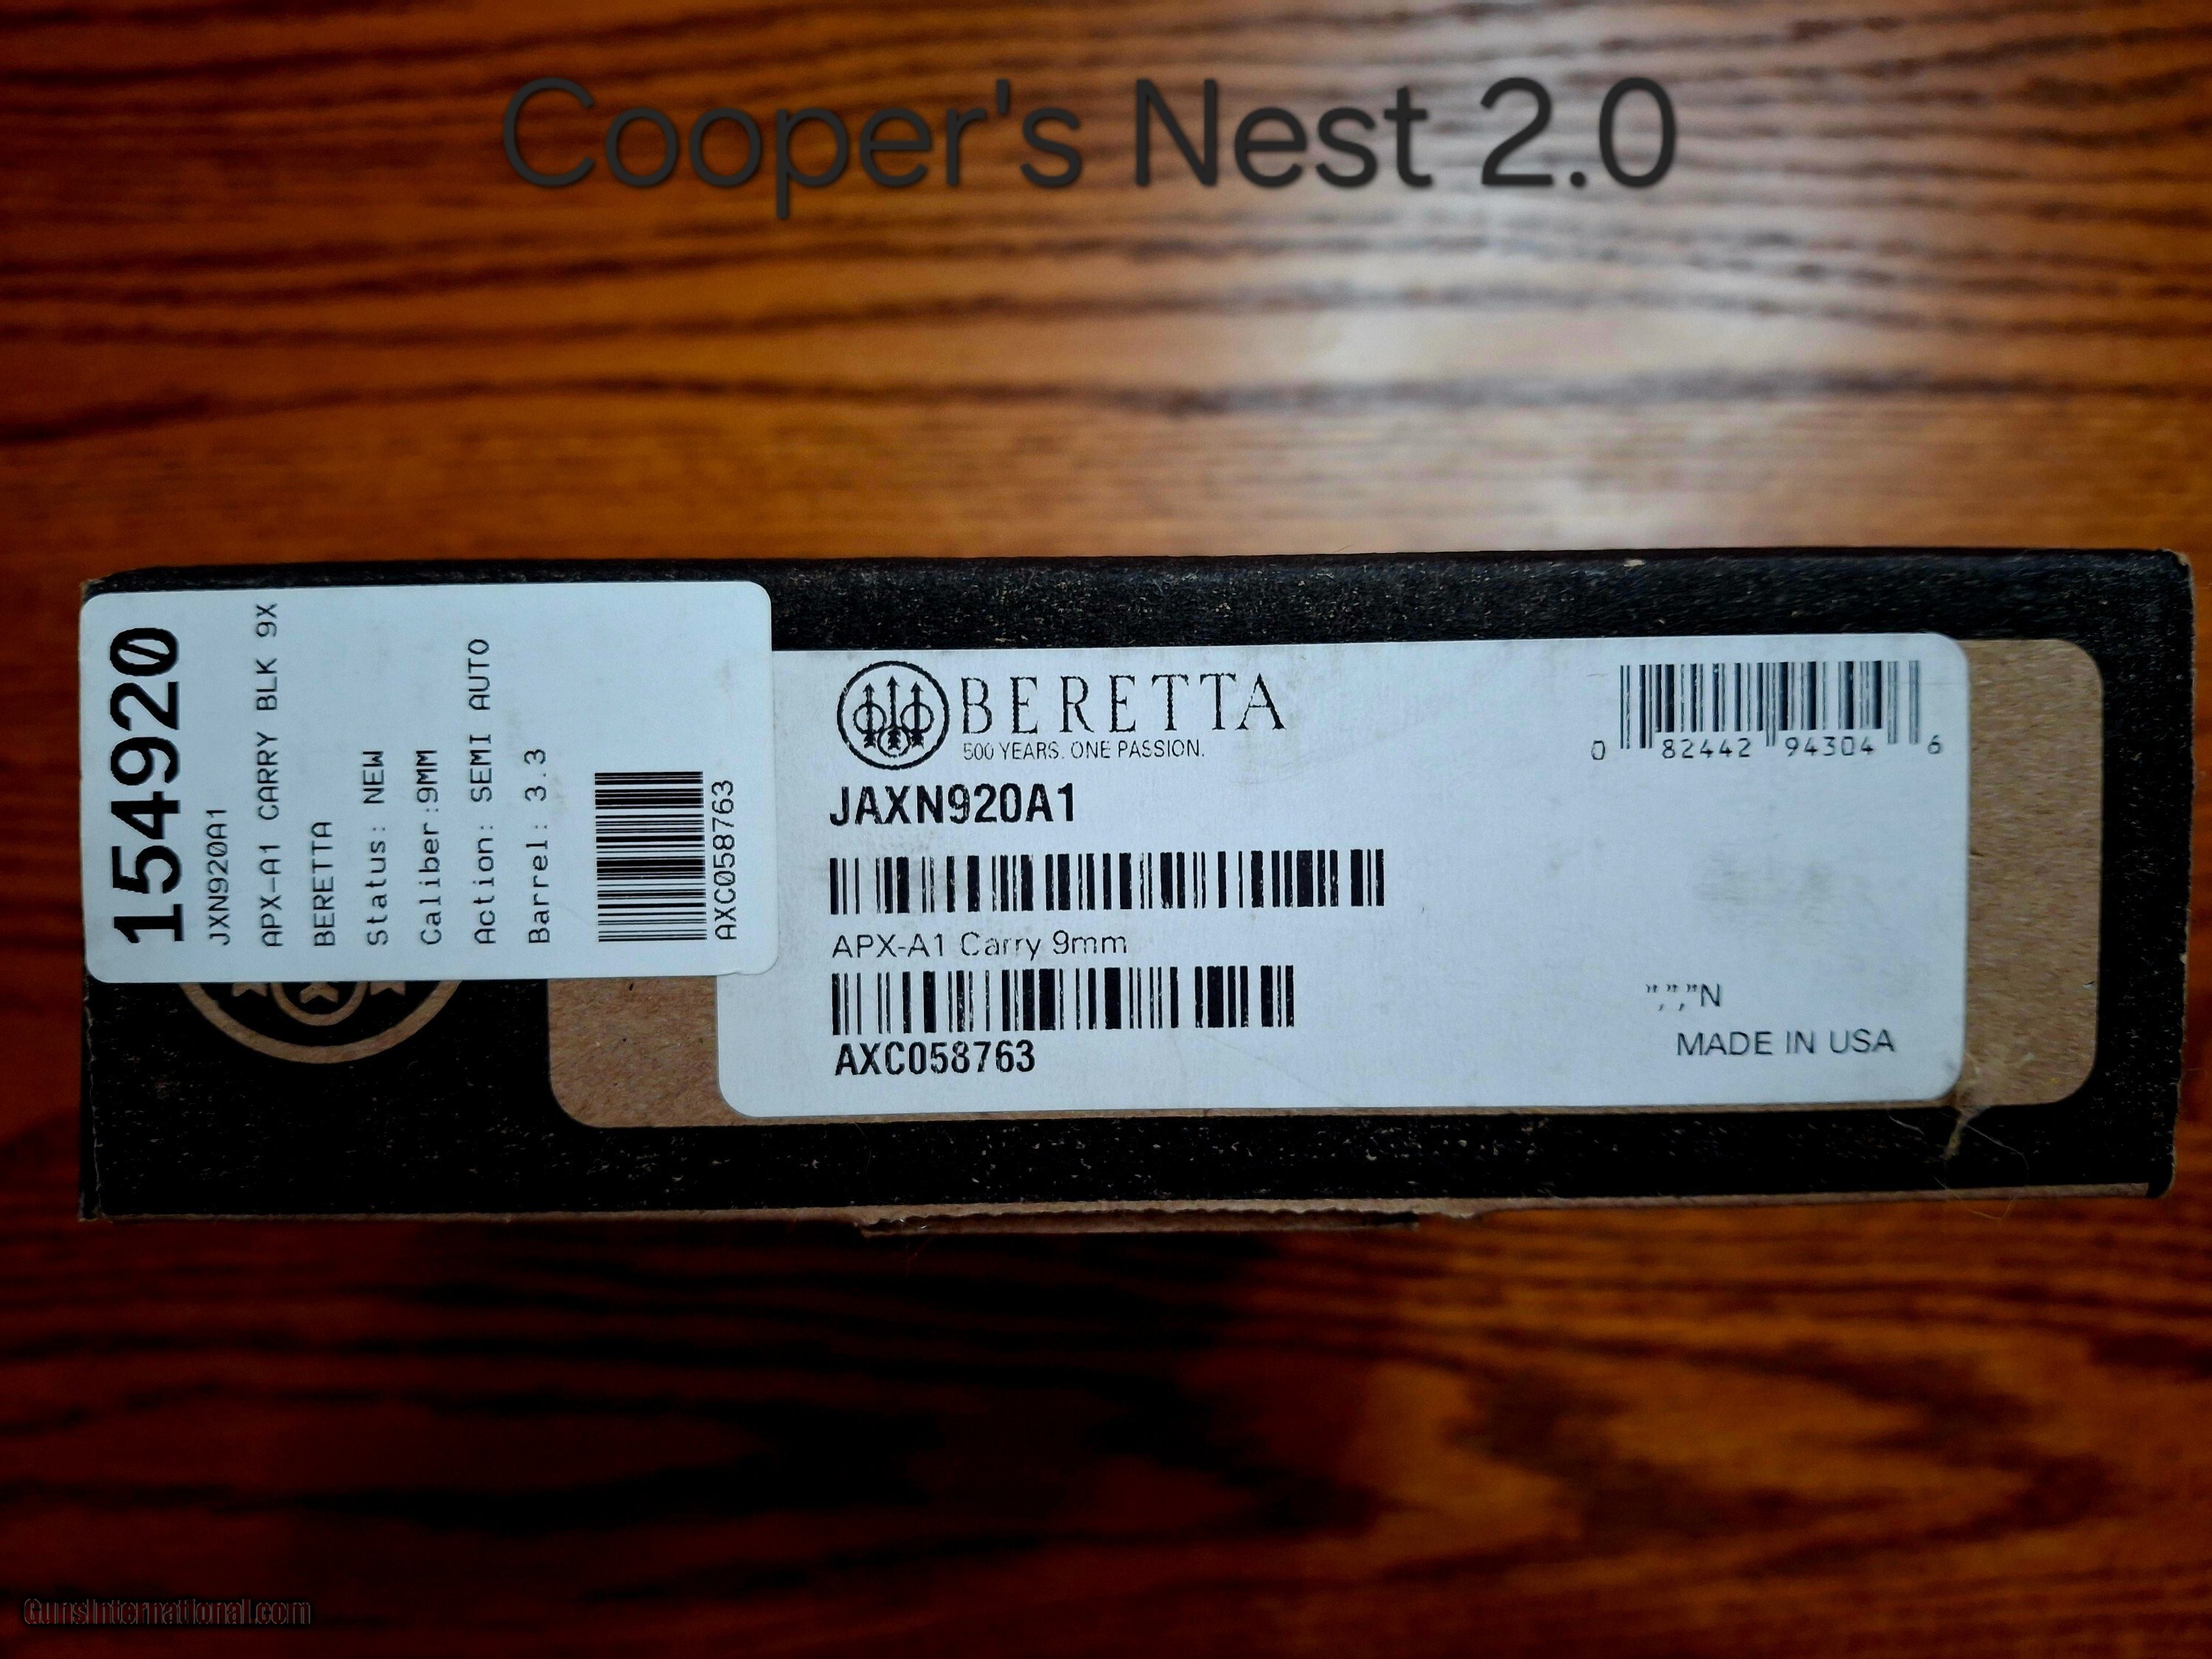 Cooper's Nest 2.0
154920
JXN920A1
APX-A1 CARRY BLK 9X
BERETTA
Status: NEW
Caliber:9MM
Action: SEMI AUTO
Barrel: 3.3
AXC058763
BERETTA
500 YEARS. ONE PASSION.
0 82442 94304 6
JAXN920A1
APX-A1 Carry 9mm
AXC058763
",","N
MADE IN USA
GunsInternational.com